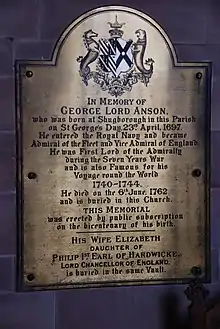 IN MEMORY OF
GEORGE LORD ANSON,
who was born at Shugborough in this Parish
on St George's Day, 23rd April, 1697.
He entered the Royal Navy and became
Admiral of the Fleet and Vice Admiral of England.
He was First Lord of the Admiralty
during the Seven Years War
and is also Famous for his
Voyage round the World
1740-1744.
He died on the 6th June, 1762
and is buried in this Church.
THIS MEMORIAL
was erected by public subscription
on the bicentenary of his birth.
HIS WIFE ELIZABETH
DAUGHTER OF
PHILIP 1st EARL OF HARDWICKE,
LORD CHANCELLOR OF ENGLAND,
is buried in the same Vault.